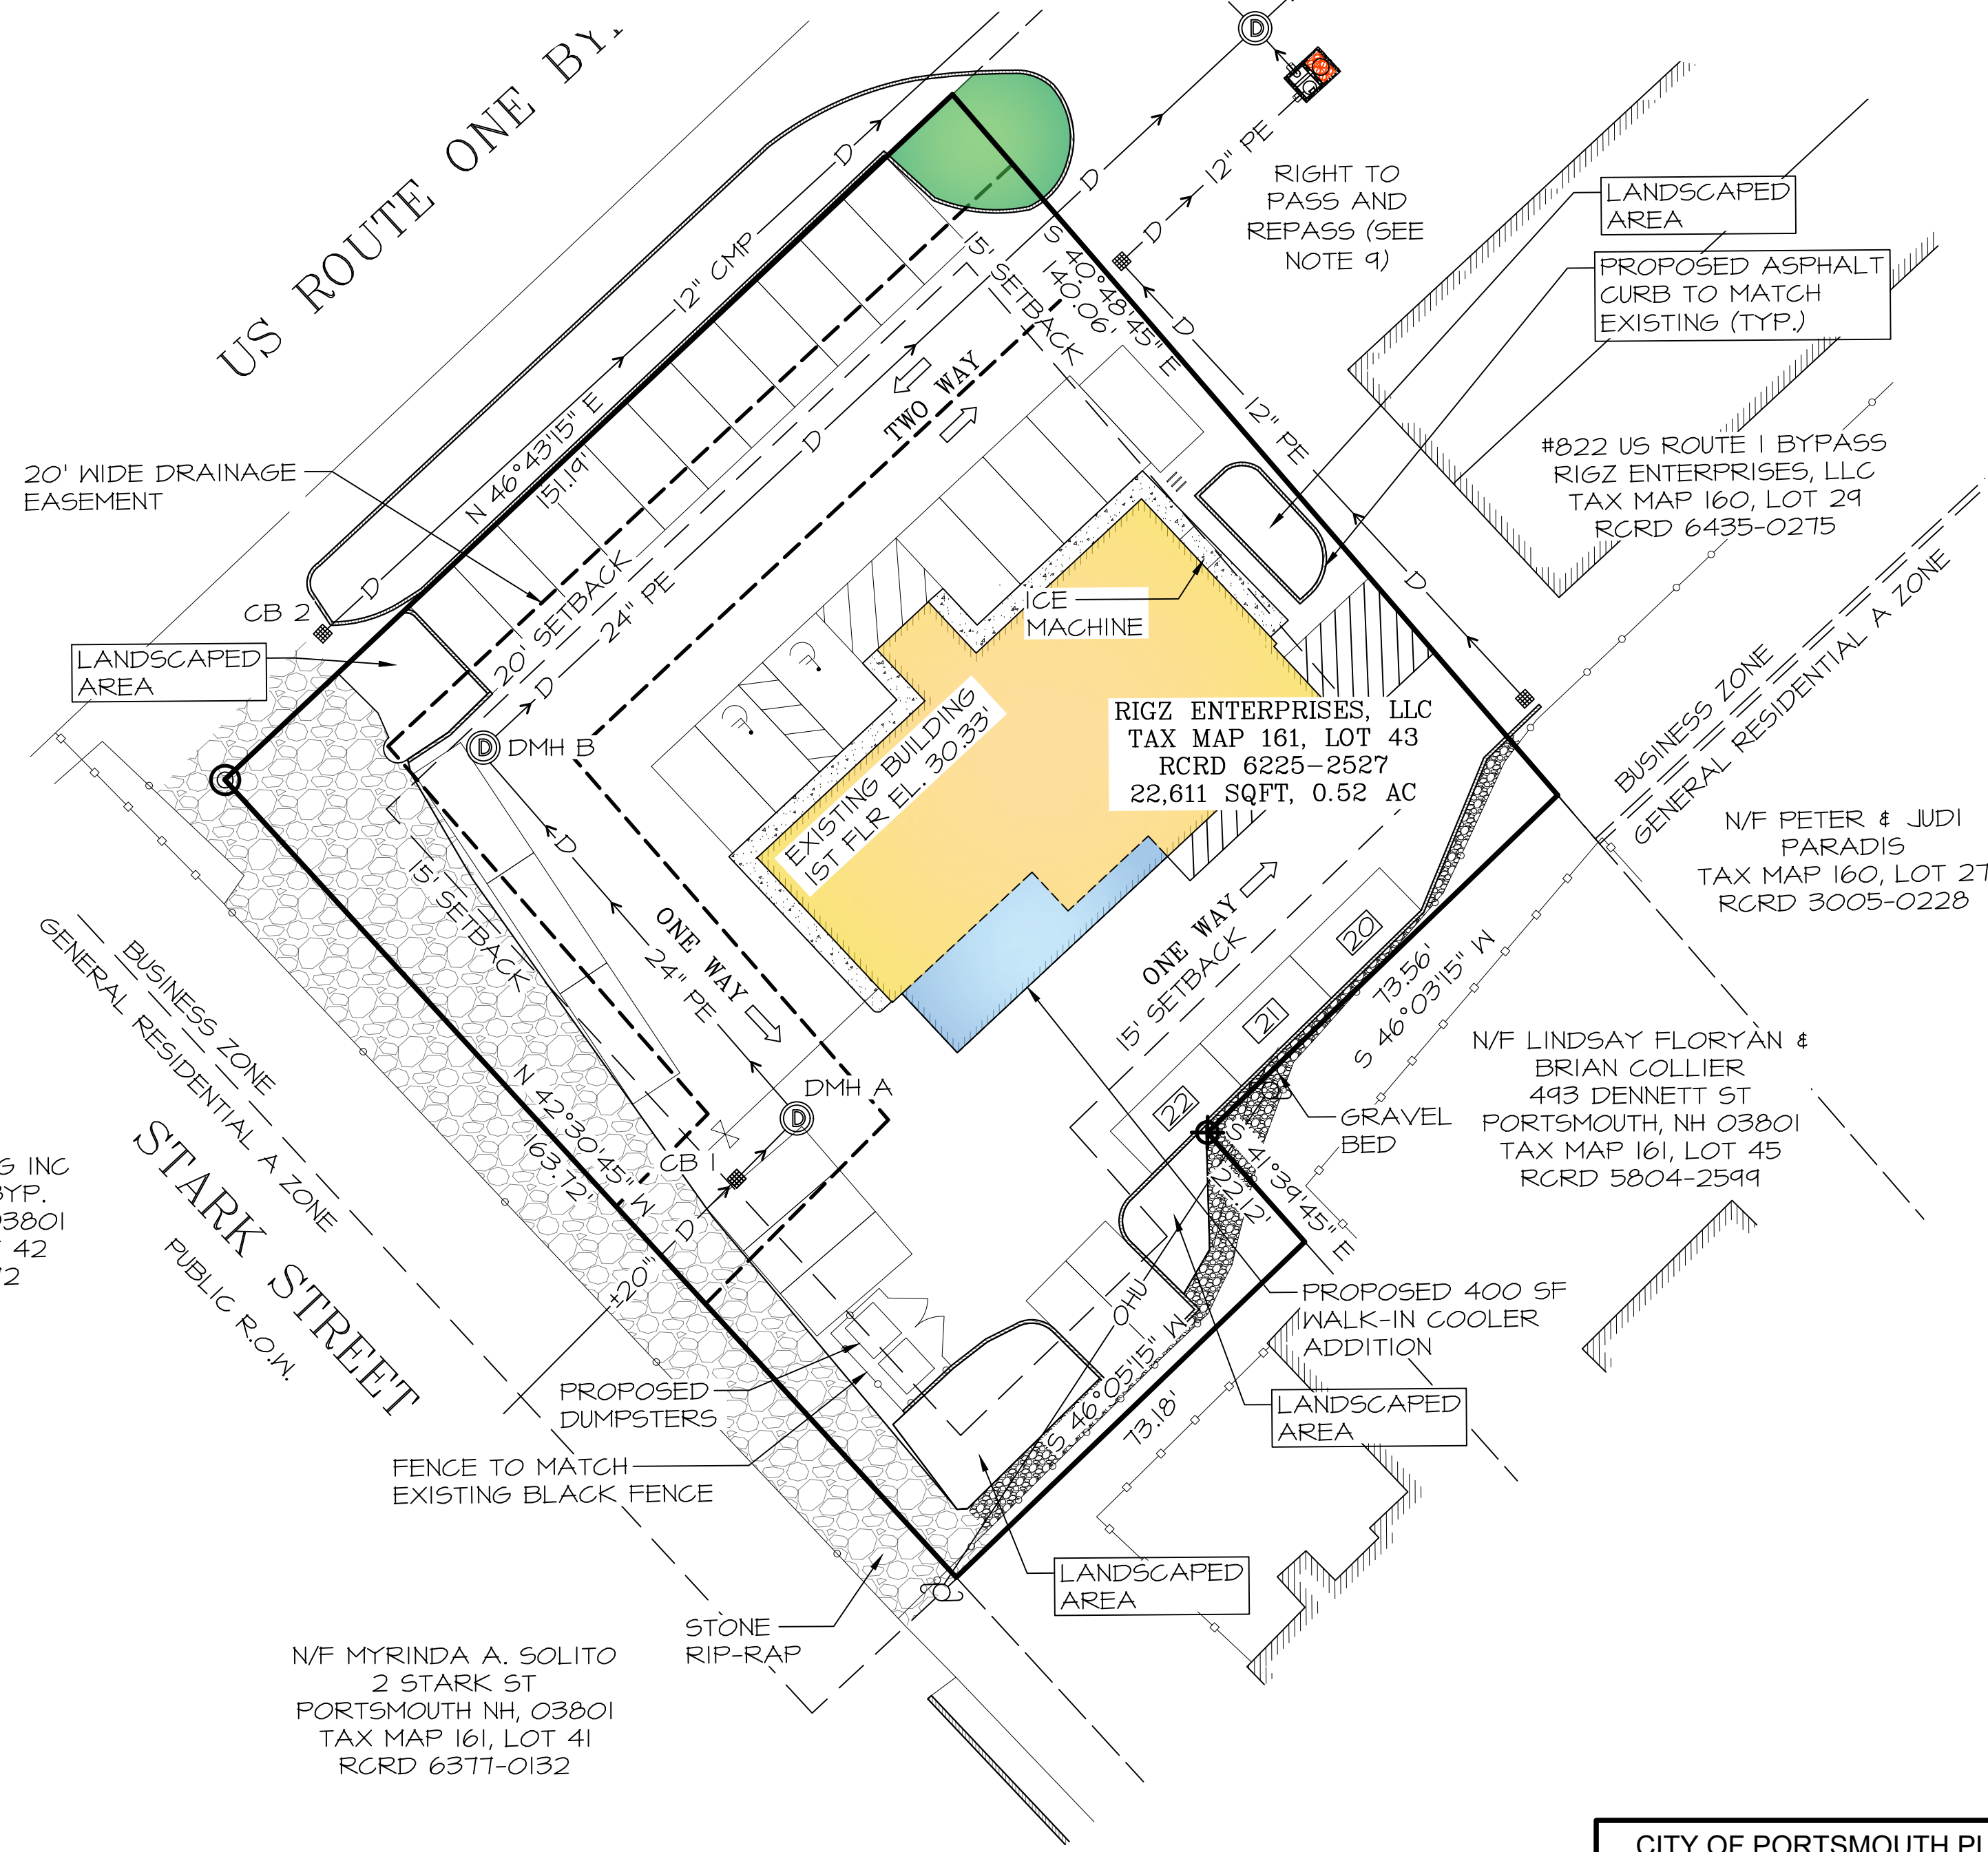 US ROUTE ONE
12" CMP
D
D
D
D
D
12" PE
RIGHT TO
PASS AND
REPASS (SEE
NOTE 9)
LANDSCAPED
AREA
PROPOSED ASPHALT
CURB TO MATCH
EXISTING (TYP.)
15' SETBACK
S 40°48'45" E
140.06'
D
12" PE
D
TWO WAY
D
D
N 46°43'15" E
151.19'
20' WIDE DRAINAGE
EASEMENT
#822 US ROUTE 1 BYPASS
RIGZ ENTERPRISES, LLC
TAX MAP 160, LOT 29
RCRD 6435-0275
20' SETBACK
24" PE
D
D
CB 2
LANDSCAPED
AREA
ICE
MACHINE
DMH B
D
EXISTING BUILDING
1ST FLR EL. 30.33'
RIGZ ENTERPRISES, LLC
TAX MAP 161, LOT 43
RCRD 6225-2527
22,611 SQFT, 0.52 AC
BUSINESS ZONE
GENERAL RESIDENTIAL A ZONE
N/F PETER & JUDI
PARADIS
TAX MAP 160, LOT 27
RCRD 3005-0228
15' SETBACK
D
ONE WAY
24" PE
ONE WAY
15' SETBACK
20
21
22
73.56'
S 46°03'15" W
BUSINESS ZONE
GENERAL RESIDENTIAL A ZONE
STARK STREET
PUBLIC R.O.W.
N 42°30'45" W
163.72'
DMH A
D
CB 1
D
±20'
GRAVEL
BED
N/F LINDSAY FLORYAN &
BRIAN COLLIER
493 DENNETT ST
PORTSMOUTH, NH 03801
TAX MAP 161, LOT 45
RCRD 5804-2599
S 41°39'45" E
22.12'
G INC
BYP.
03801
42
OHU
PROPOSED 400 SF
WALK-IN COOLER
ADDITION
S 46°05'15" W
73.18'
PROPOSED
DUMPSTERS
LANDSCAPED
AREA
FENCE TO MATCH
EXISTING BLACK FENCE
LANDSCAPED
AREA
STONE
RIP-RAP
N/F MYRINDA A. SOLITO
2 STARK ST
PORTSMOUTH NH, 03801
TAX MAP 161, LOT 41
RCRD 6377-0132
CITY OF PORTSMOUTH